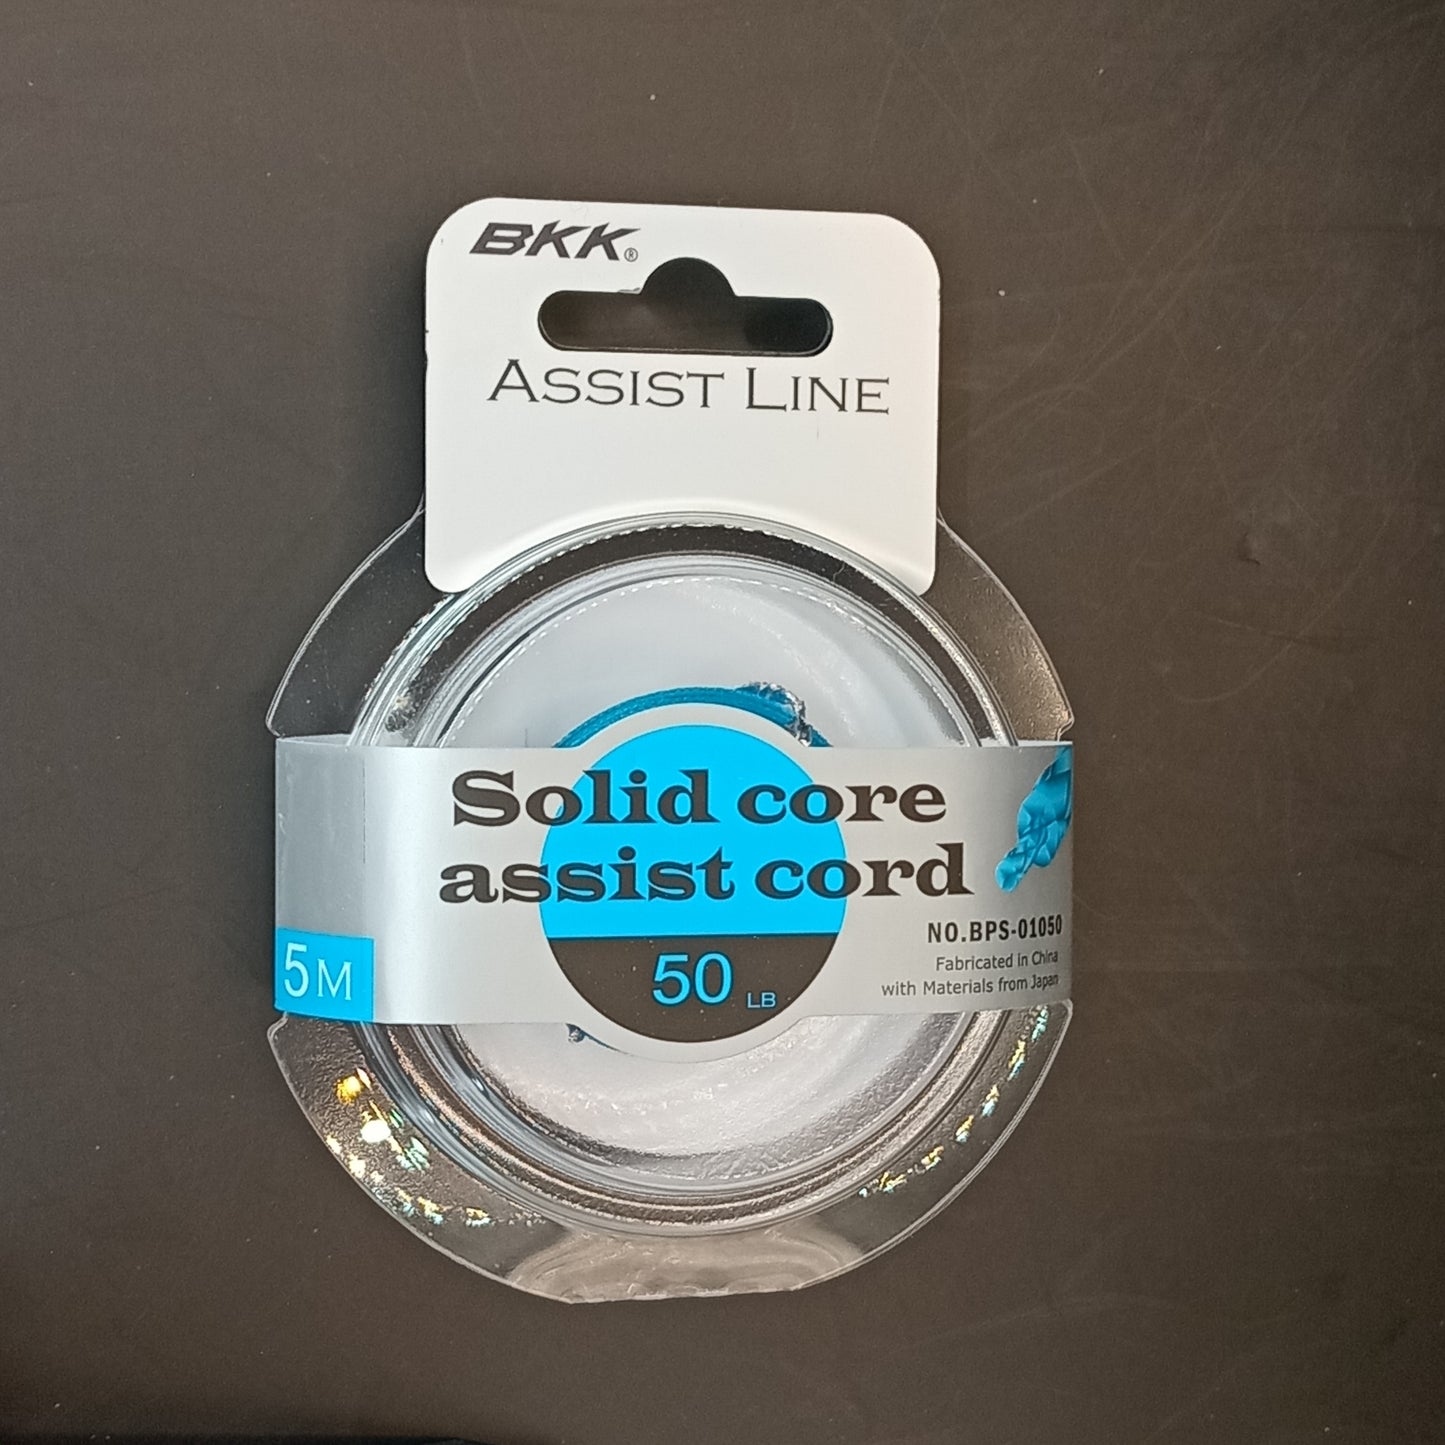 BKK®
ASSIST LINE
Solid core
assist cord
50 LB
5M
NO.BPS-01050
Fabricated in China
with Materials from Japan